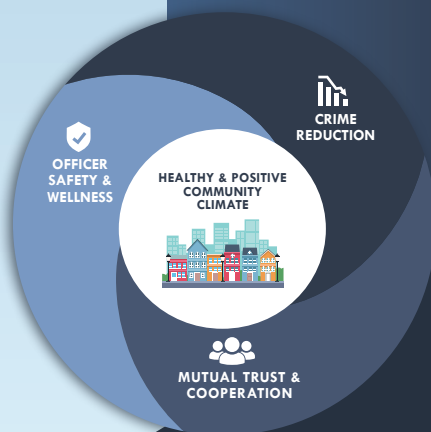 CRIME
REDUCTION
OFFICER
SAFETY &
WELLNESS
HEALTHY & POSITIVE
COMMUNITY
CLIMATE
MUTUAL TRUST &
COOPERATION